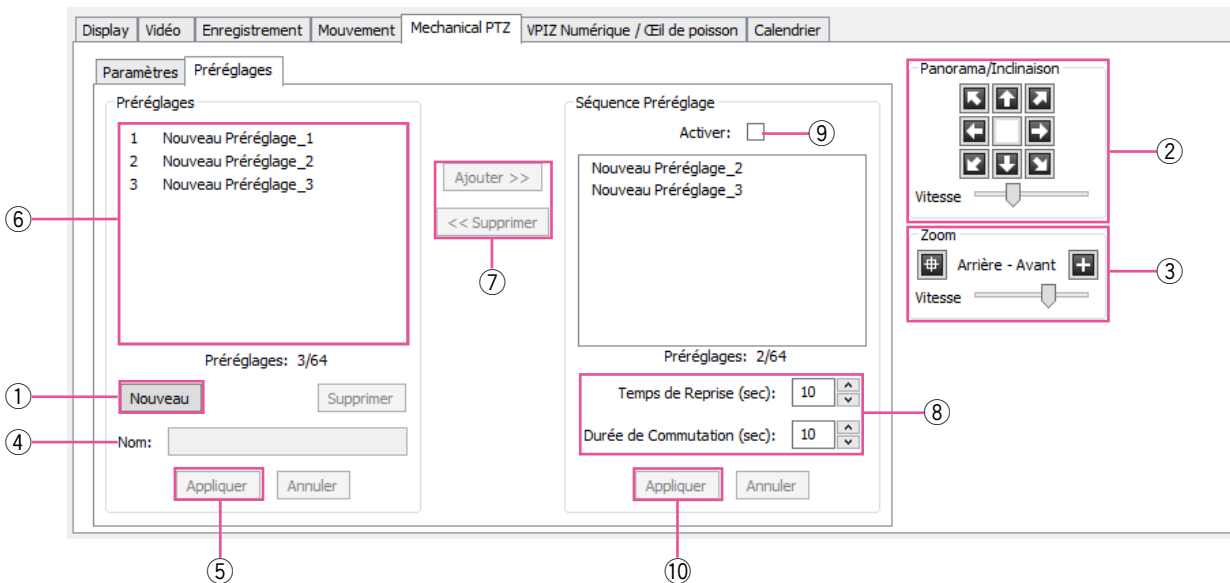 Display Vidéo Enregistrement Mouvement Mechanical PTZ VPIZ Numérique / Œil de poisson Calendrier
Paramètres Préréglages
Préréglages
1 Nouveau Préréglage_1
2 Nouveau Préréglage_2
3 Nouveau Préréglage_3
Préréglages: 3/64
Nouveau Supprimer
Nom:
Appliquer Annuler
Ajouter >>
<< Supprimer
Séquence Préréglage
Activer:
Nouveau Préréglage_2
Nouveau Préréglage_3
Préréglages: 2/64
Temps de Reprise (sec): 10
Durée de Commutation (sec): 10
Appliquer Annuler
Panorama/Inclinaison
Vitesse
Zoom
Arrière - Avant
Vitesse
①
②
③
④
⑤
⑥
⑦
⑧
⑨
⑩